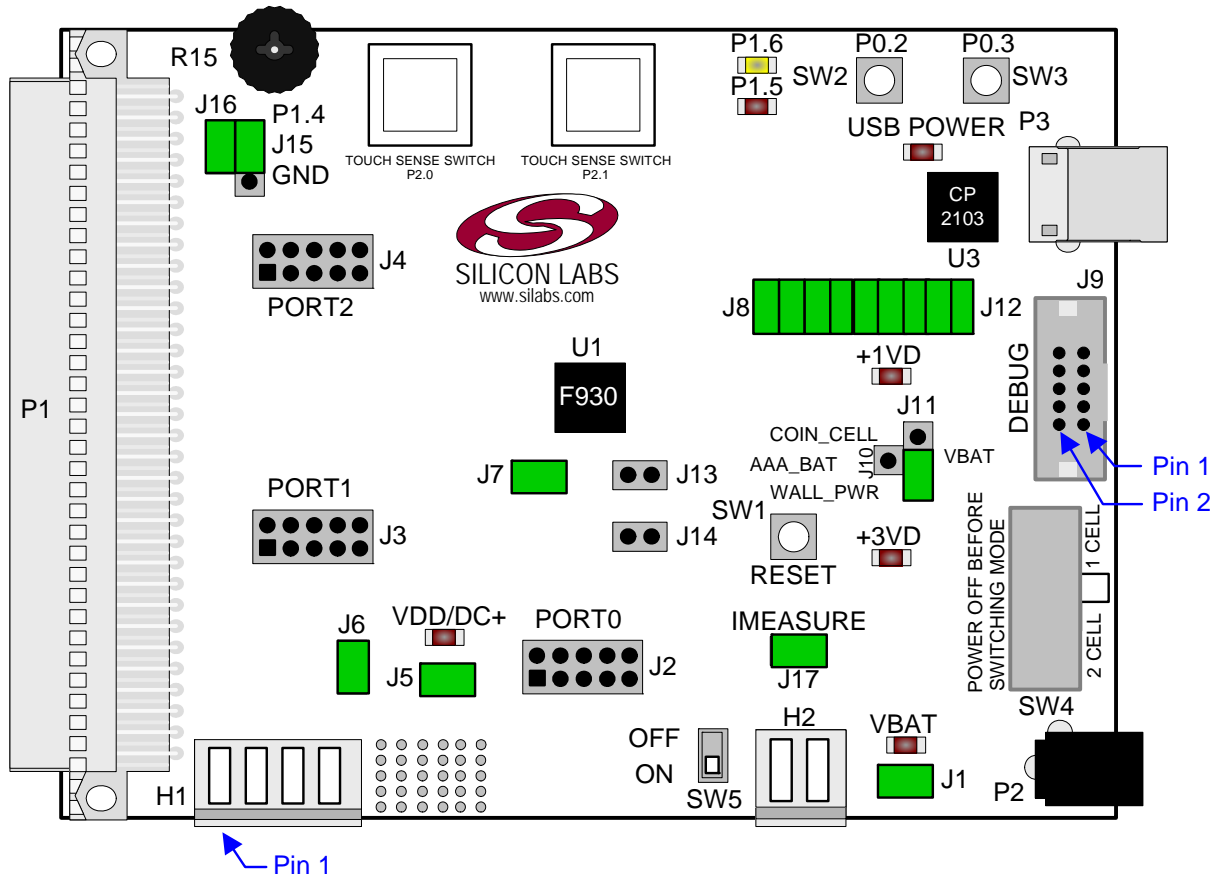 R15
P1.6
P0.2
P0.3
SW2
SW3
P1.5
J16
P1.4
J15
GND
TOUCH SENSE SWITCH
P2.0
TOUCH SENSE SWITCH
P2.1
USB POWER
P3
CP
2103
U3
SILICON LABS
www.silabs.com
J4
PORT2
J8
J12
J9
+1VD
U1
F930
P1
DEBUG
J11
COIN_CELL
AAA_BAT
J10
VBAT
WALL_PWR
Pin 1
Pin 2
J7
J13
PORT1
J3
J14
SW1
RESET
+3VD
POWER OFF BEFORE
SWITCHING MODE
2 CELL
1 CELL
SW4
J6
VDD/DC+
J5
PORT0
J2
IMEASURE
J17
H2
VBAT
OFF
ON
SW5
J1
P2
H1
Pin 1